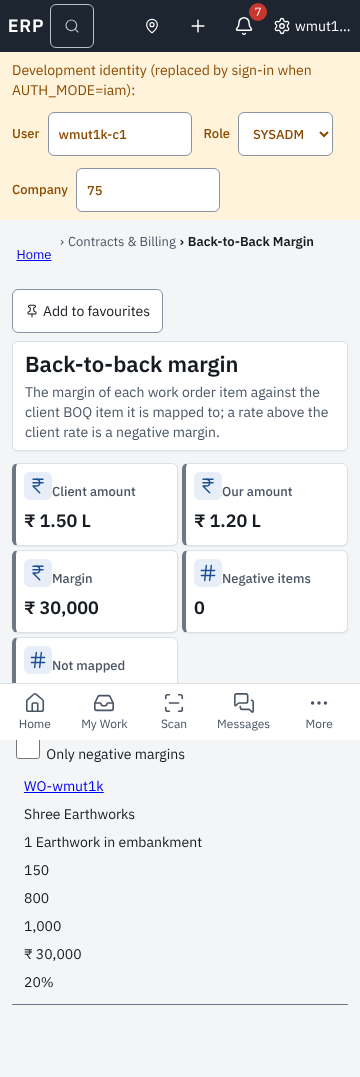 ERP
7
wmut1...
Development identity (replaced by sign-in when
AUTH_MODE=iam):
User wmut1k-c1 Role SYSADM
Company 75
Home › Contracts & Billing › Back-to-Back Margin
Add to favourites
Back-to-back margin
The margin of each work order item against the
client BOQ item it is mapped to; a rate above the
client rate is a negative margin.
₹ Client amount
₹ 1.50 L
₹ Our amount
₹ 1.20 L
₹ Margin
₹ 30,000
# Negative items
0
# Not mapped
Home My Work Scan Messages More
Only negative margins
WO-wmut1k
Shree Earthworks
1 Earthwork in embankment
150
800
1,000
₹ 30,000
20%